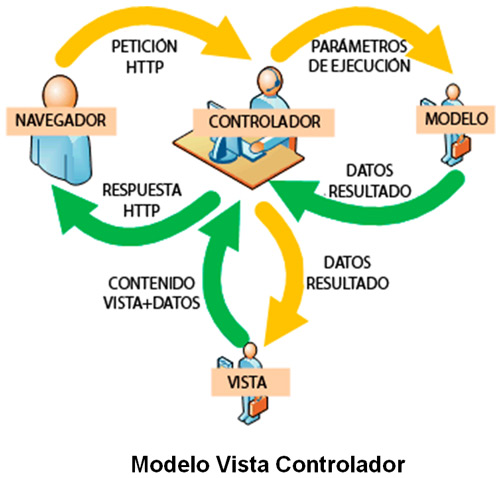 PETICIÓN
HTTP
PARÁMETROS
DE EJECUCIÓN
NAVEGADOR
CONTROLADOR
MODELO
RESPUESTA
HTTP
DATOS
RESULTADO
CONTENIDO
VISTA+DATOS
DATOS
RESULTADO
VISTA
Modelo Vista Controlador